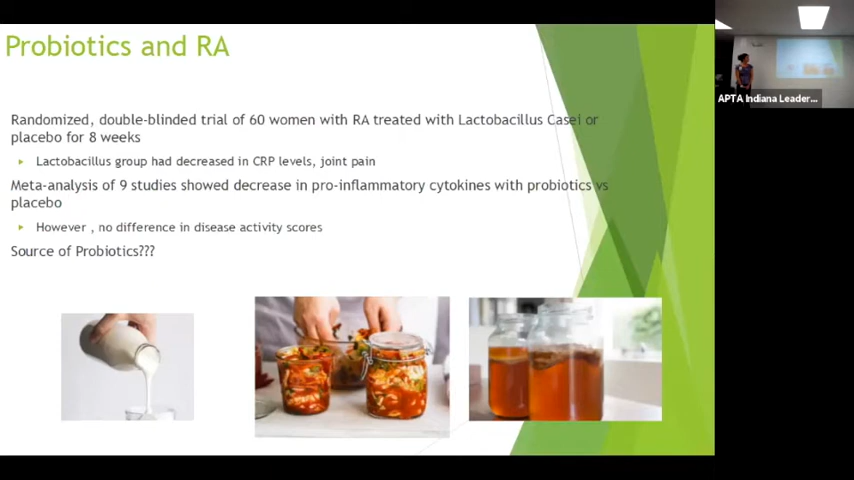 Probiotics and RA
Randomized, double-blinded trial of 60 women with RA treated with Lactobacillus Casei or
placebo for 8 weeks
Lactobacillus group had decreased in CRP levels, joint pain
Meta-analysis of 9 studies showed decrease in pro-inflammatory cytokines with probiotics vs
placebo
However , no difference in disease activity scores
Source of Probiotics???
APTA Indiana Leader...